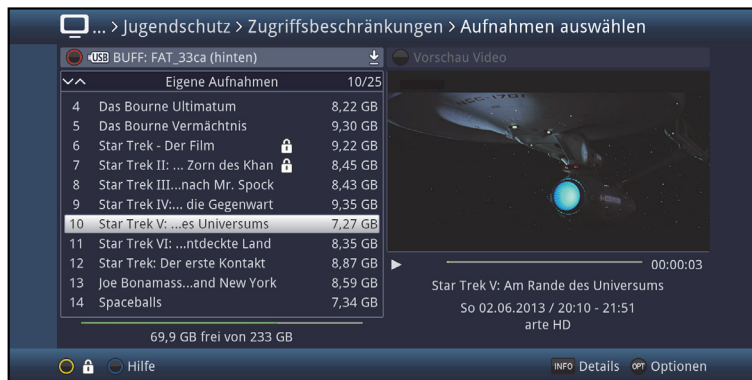 ... > Jugendschutz > Zugriffsbeschränkungen > Aufnahmen auswählen
USB BUFF: FAT_33ca (hinten)
Vorschau Video
Eigene Aufnahmen 10/25
4 Das Bourne Ultimatum 8,22 GB
5 Das Bourne Vermächtnis 9,30 GB
6 Star Trek - Der Film 9,22 GB
7 Star Trek II: ... Zorn des Khan 8,45 GB
8 Star Trek III...nach Mr. Spock 8,43 GB
9 Star Trek IV:... die Gegenwart 9,35 GB
10 Star Trek V: ...es Universums 7,27 GB
11 Star Trek VI: ...ntdeckte Land 8,35 GB
12 Star Trek: Der erste Kontakt 8,87 GB
13 Joe Bonamass...and New York 8,59 GB
14 Spaceballs 7,34 GB
69,9 GB frei von 233 GB
NCC-1701
00:00:03
Star Trek V: Am Rande des Universums
So 02.06.2013 / 20:10 - 21:51
arte HD
Hilfe
INFO Details OPT Optionen